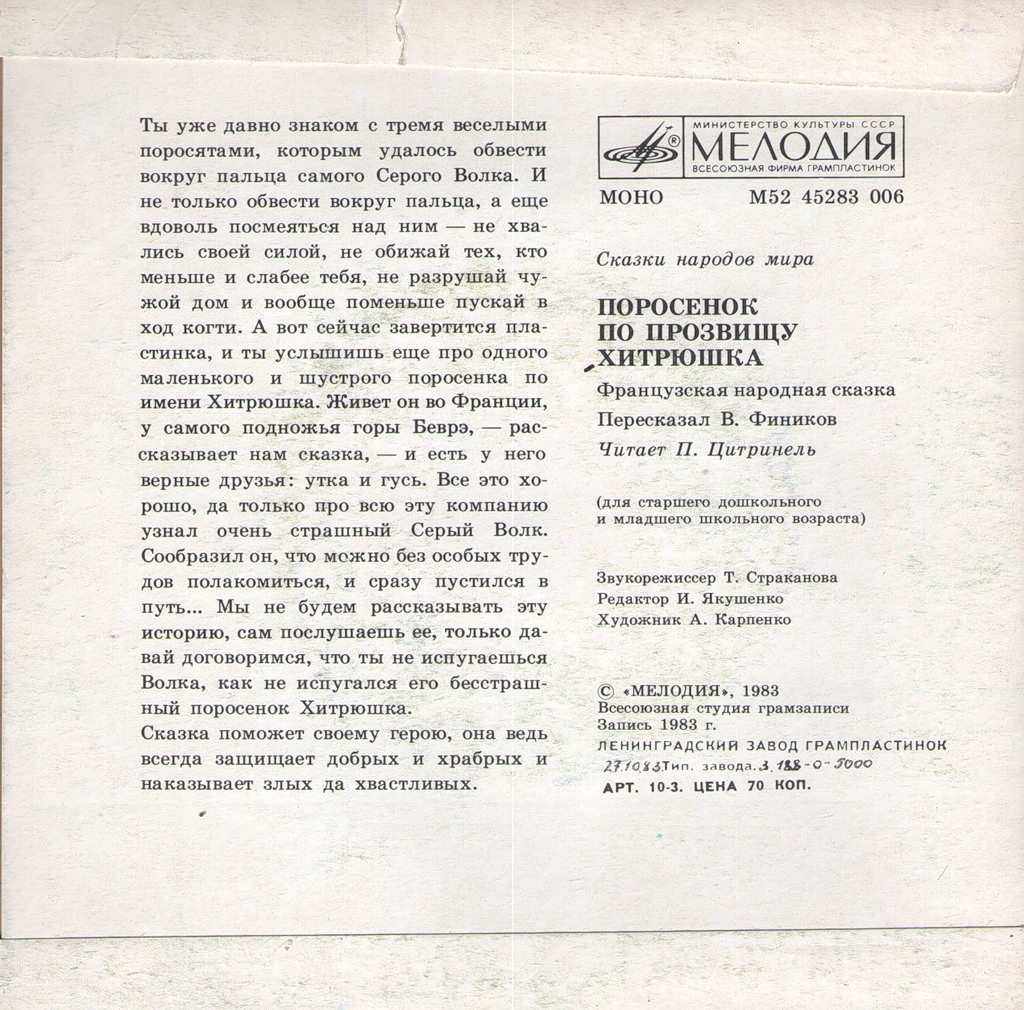 Ты уже давно знаком с тремя веселыми
поросятами, которым удалось обвести
вокруг пальца самого Серого Волка. И
не только обвести вокруг пальца, а еще
вдоволь посмеяться над ним — не хва-
лись своей силой, не обижай тех, кто
меньше и слабее тебя, не разрушай чу-
жой дом и вообще поменьше пускай в
ход когти. А вот сейчас завертится пла-
стинка, и ты услышишь еще про одного
маленького и шустрого поросенка по
имени Хитрюшка. Живет он во Франции,
у самого подножья горы Беврэ, — рас-
сказывает нам сказка, — и есть у него
верные друзья: утка и гусь. Все это хо-
рошо, да только про всю эту компанию
узнал очень страшный Серый Волк.
Сообразил он, что можно без особых тру-
дов полакомиться, и сразу пустился в
путь... Мы не будем рассказывать эту
историю, сам послушаешь ее, только да-
вай договоримся, что ты не испугаешься
Волка, как не испугался его бесстраш-
ный поросенок Хитрюшка.
Сказка поможет своему герою, она ведь
всегда защищает добрых и храбрых и
наказывает злых да хвастливых.
МИНИСТЕРСТВО КУЛЬТУРЫ СССР
® МЕЛОДИЯ
ВСЕСОЮЗНАЯ ФИРМА ГРАМПЛАСТИНОК
МОНО М52 45283 006
Сказки народов мира
ПОРОСЕНОК
ПО ПРОЗВИЩУ
ХИТРЮШКА
Французская народная сказка
Пересказал В. Фиников
Читает П. Цитринель
(для старшего дошкольного
и младшего школьного возраста)
Звукорежиссер Т. Страканова
Редактор И. Якушенко
Художник А. Карпенко
© «МЕЛОДИЯ», 1983
Всесоюзная студия грамзаписи
Запись 1983 г.
ЛЕНИНГРАДСКИЙ ЗАВОД ГРАМПЛАСТИНОК
27.10.83. Тип. завода. З. 188-0-5000
АРТ. 10-3. ЦЕНА 70 КОП.